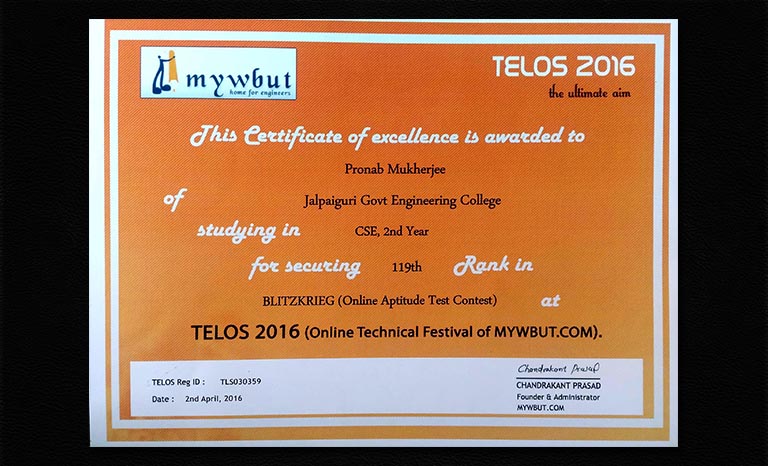 mywbut
home for engineers
TELOS 2016
the ultimate aim
This Certificate of excellence is awarded to
Pronab Mukherjee
of Jalpaiguri Govt Engineering College
studying in CSE, 2nd Year
for securing 119th Rank in
BLITZKRIEG (Online Aptitude Test Contest) at
TELOS 2016 (Online Technical Festival of MYWBUT.COM).
TELOS Reg ID : TLS030359
Date : 2nd April, 2016
Chandrakant Prasad
CHANDRAKANT PRASAD
Founder & Administrator
MYWBUT.COM